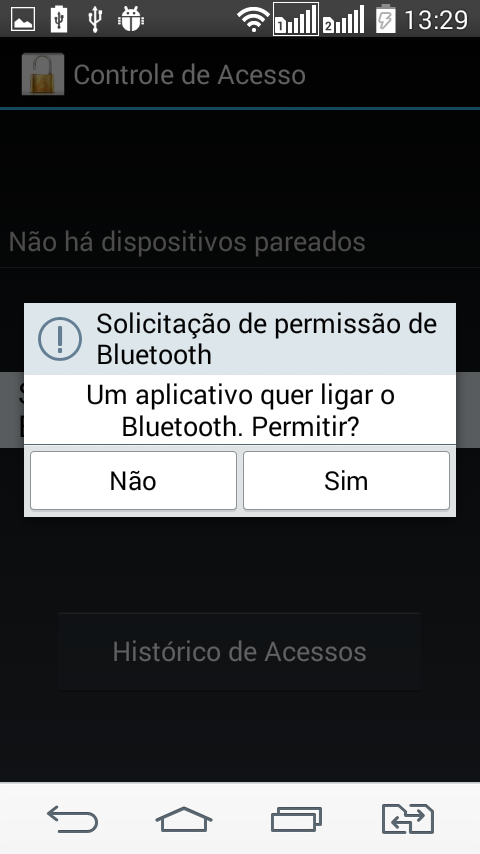 1 2 13:29
Controle de Acesso
Não há dispositivos pareados
Solicitação de permissão de
Bluetooth
Um aplicativo quer ligar o
Bluetooth. Permitir?
Não Sim
Histórico de Acessos